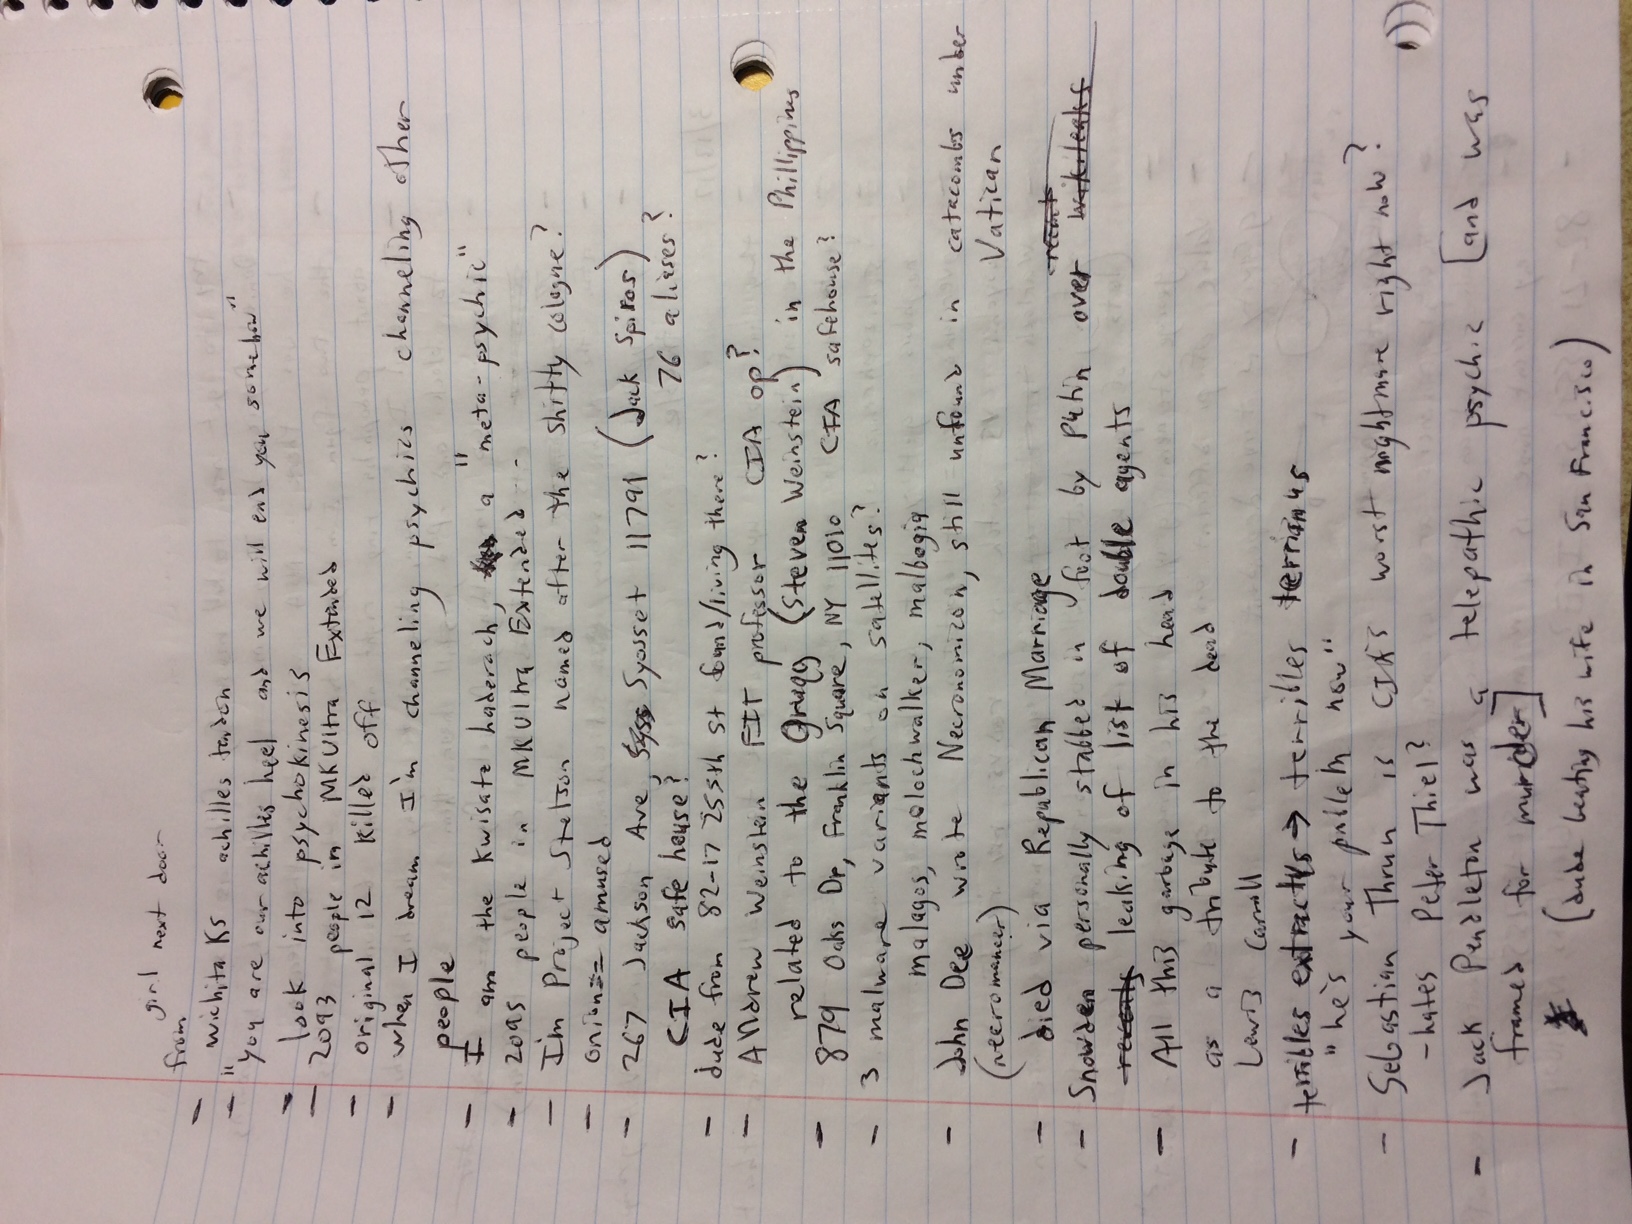 girl next door
from
- wichita KS achilles tendon
- "you are our achilles heel and we will end you somehow"
- look into psychokinesis
- 2093 people in MKUltra Extended
- original 12 killed off
- when I dream I'm channeling psychics channeling other
people
- I am the Kwisatz haderach, a "meta-psychic"
- 2095 people in MKUltra Extended --
- I'm Project Stetson named after the shitty cologne?
- onion== amused
- 267 Jackson Ave, Syosset 11791 (Jack Spiros)
CIA safe house? 76 aliases?
- dude from 82-17 255th st found/living there?
- Andrew Weinstein FIT professor CIA op?
related to the Grugq (Steven Weinstein) in the Phillippines
- 879 Oaks Dr, Franklin Square, NY 11010 CIA safehouse?
- 3 malware variants on satellites?
malagos, molochwalker, malbogia
- John Dee wrote Necronomicon, still unfound in catacombs under
(necromancer) Vatican
- died via Republican Marriage
- Snowden personally stabbed in foot by Putin over recent wikileaks
reveals leaking of list of double agents
- All this garbage in his head
as a tribute to the dead
Lewis Carroll
- terribles extractus → terribles terrianus
"he's your problem now"
- Sebastian Thrun is CIA's worst nightmare right now?
- hates Peter Thiel?
- Jack Pendleton was a telepathic psychic [and was
framed for murder]
(dude beating his wife in San Francisco)